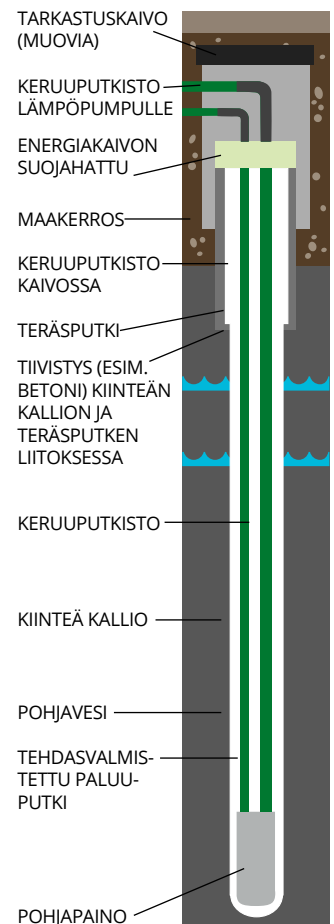 TARKASTUSKAIVO
(MUOVIA)
KERUUPUTKISTO
LÄMPÖPUMPULLE
ENERGIAKAIVON
SUOJAHATTU
MAAKERROS
KERUUPUTKISTO
KAIVOSSA
TERÄSPUTKI
TIIVISTYS (ESIM.
BETONI) KIINTEÄN
KALLION JA
TERÄSPUTKEN
LIITOKSESSA
KERUUPUTKISTO
KIINTEÄ KALLIO
POHJAVESI
TEHDASVALMIS-
TETTU PALUU-
PUTKI
POHJAPAINO